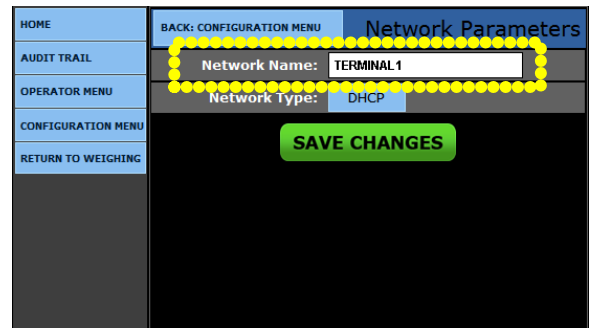 HOME
AUDIT TRAIL
OPERATOR MENU
CONFIGURATION MENU
RETURN TO WEIGHING
BACK: CONFIGURATION MENU
Network Parameters
Network Name: TERMINAL1
Network Type: DHCP
SAVE CHANGES